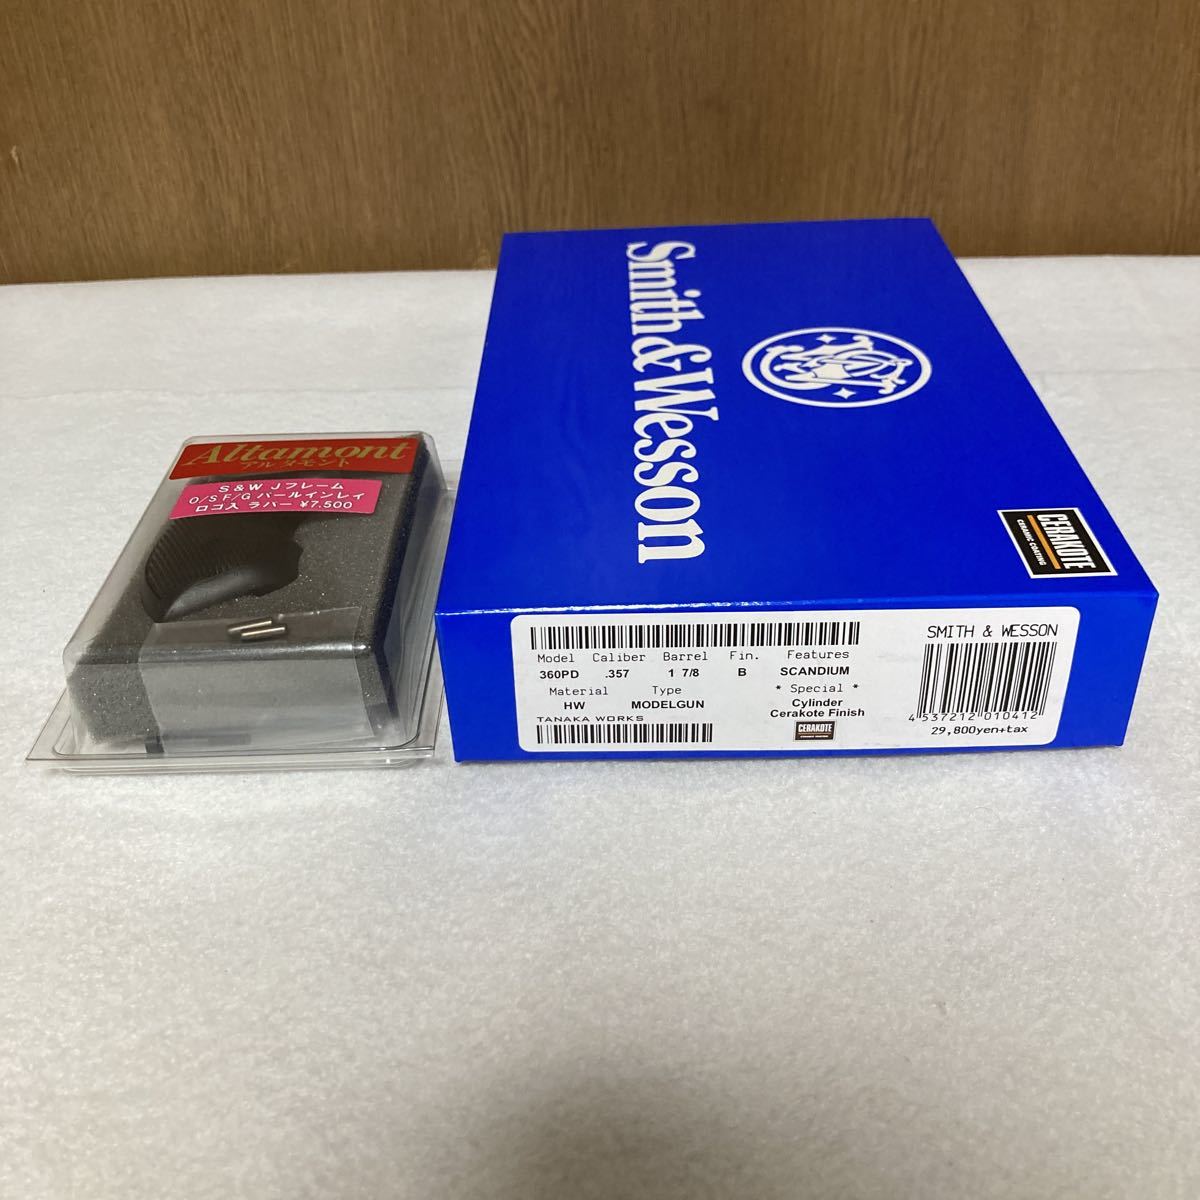 Altamont
アルタモント
S&W Jフレーム
O/S F/G パールインレイ
ロゴ入 ラバー ¥7,500
Smith & Wesson
CERAKOTE
CERAMIC COATING
SMITH & WESSON
Model Caliber Barrel Fin. Features
360PD .357 1 7/8 B SCANDIUM
Material Type * Special *
HW MODELGUN Cylinder
Cerakote Finish
TANAKA WORKS
CERAKOTE
4 537212 010412
29,800yen+tax